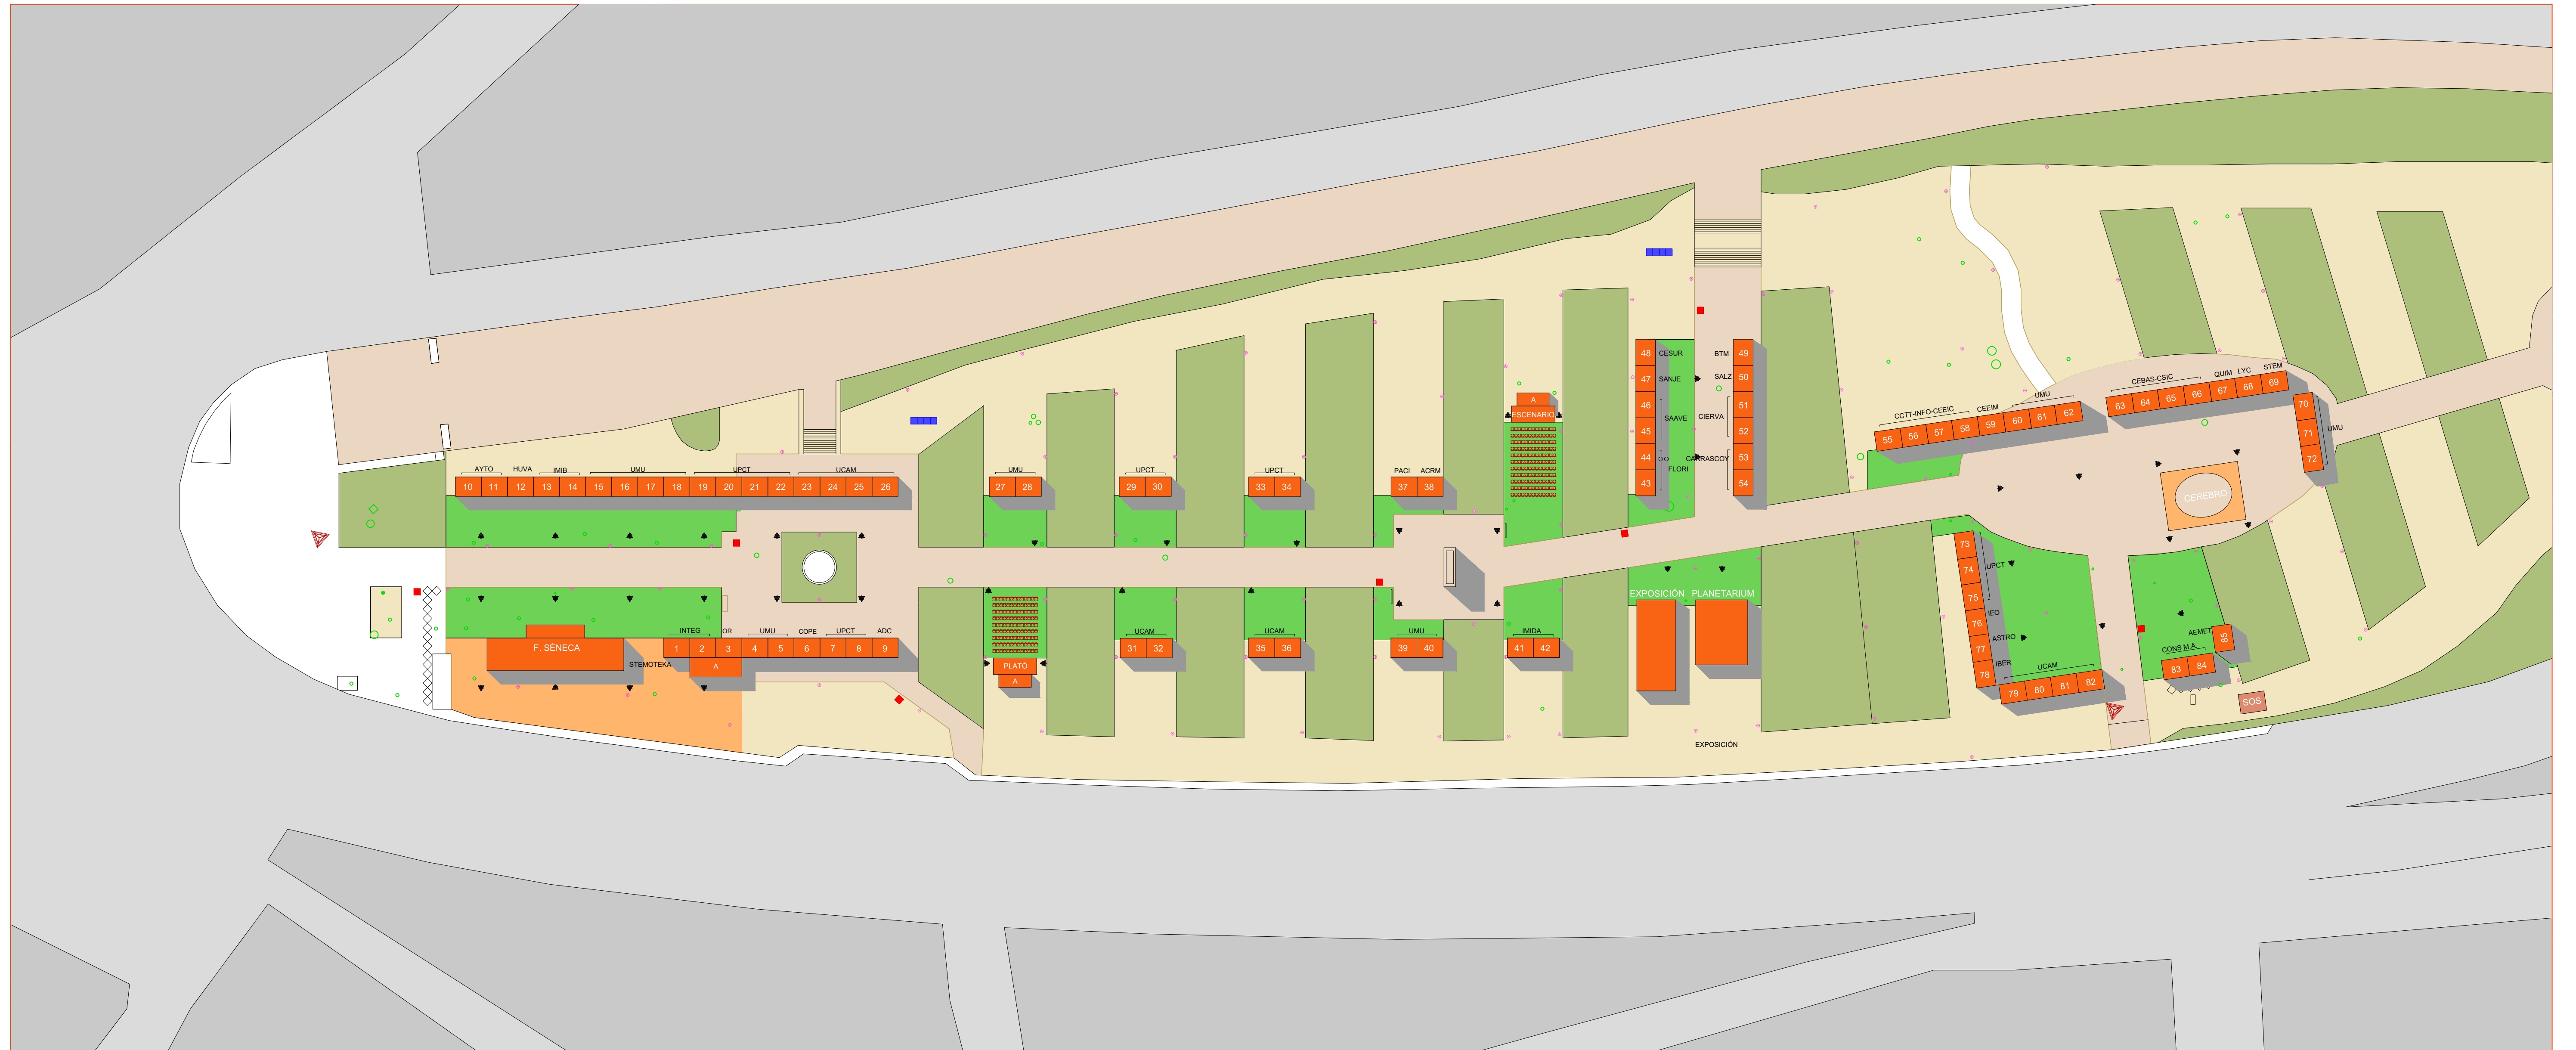 AYTO HUVA IMIB UMU UPCT UCAM
10 11 12 13 14 15 16 17 18 19 20 21 22 23 24 25 26
UMU
27 28
UPCT
29 30
UPCT
33 34
PACI ACRM
37 38
F. SÉNECA
STEMOTEKA
INTEG OR UMU COPE UPCT ADC
1 2 3 4 5 6 7 8 9
A
PLATÓ
A
UCAM
31 32
UCAM
35 36
UMU
39 40
IMIDA
41 42
A
ESCENARIO
48 CESUR
47 SANJE
46
SAAVE
45
44
FLORI
43
BTM 49
SALZ 50
51
CIERVA
52
CARRASCOY 53
54
EXPOSICIÓN PLANETARIUM
EXPOSICIÓN
CCTT-INFO-CEEIC CEEIM UMU
55 56 57 58 59 60 61 62
CEBAS-CSIC QUIM LYC STEM
63 64 65 66 67 68 69
70
71 UMU
72
CEREBRO
73
74 UPCT
75
IEO
76
ASTRO
77
IBER
78
UCAM
79 80 81 82
AEMET 85
CONS M.A.
83 84
SOS